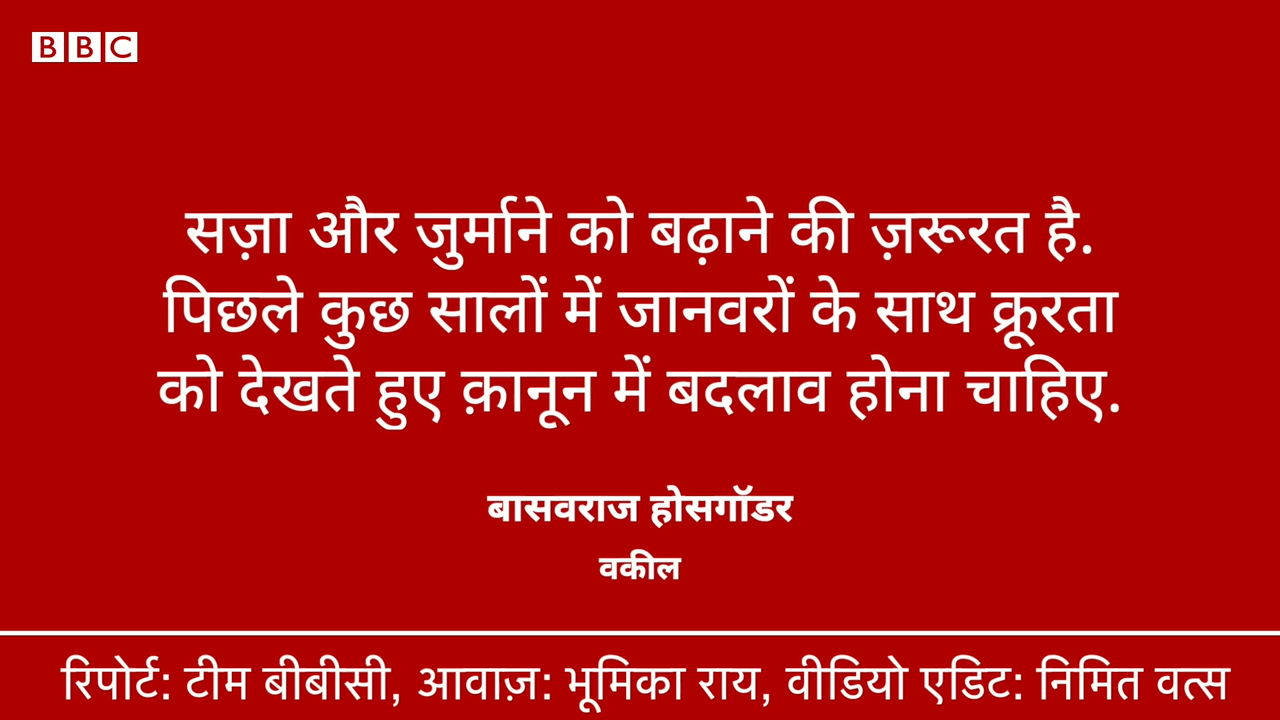 BBC
सज़ा और जुर्माने को बढ़ाने की ज़रूरत है.
पिछले कुछ सालों में जानवरों के साथ क्रूरता
को देखते हुए क़ानून में बदलाव होना चाहिए.
बासवराज होसगॉडर
वकील
रिपोर्ट: टीम बीबीसी, आवाज़: भूमिका राय, वीडियो एडिट: निमित वत्स